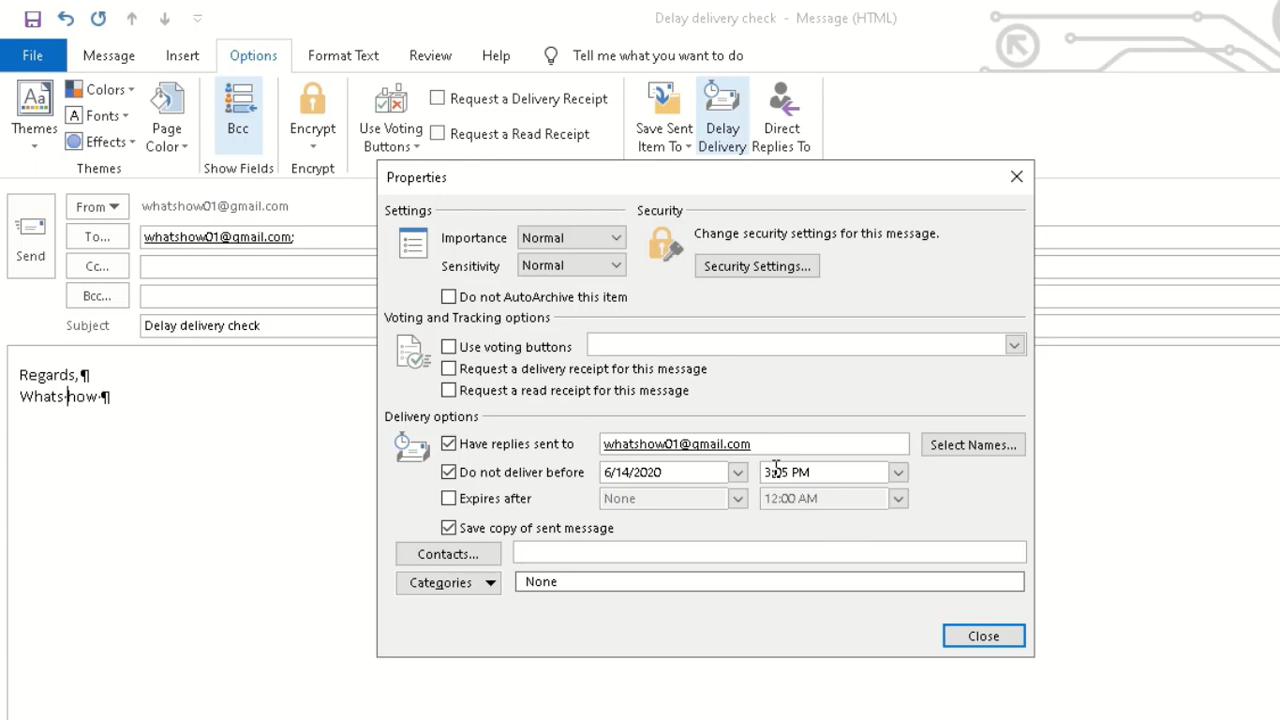 Delay delivery check - Message (HTML)
File Message Insert Options Format Text Review Help Tell me what you want to do
Themes
Colors
Fonts
Effects
Page Color
Themes
Bcc
Show Fields
Encrypt
Encrypt
Use Voting Buttons
Request a Delivery Receipt
Request a Read Receipt
Save Sent Item To
Delay Delivery
Direct Replies To
Send
From whatshow01@gmail.com
To... whatshow01@gmail.com;
Cc...
Bcc...
Subject Delay delivery check
Regards,¶
Whats·how·¶
Properties
Settings
Importance Normal
Sensitivity Normal
Do not AutoArchive this item
Security
Change security settings for this message.
Security Settings...
Voting and Tracking options
Use voting buttons
Request a delivery receipt for this message
Request a read receipt for this message
Delivery options
Have replies sent to whatshow01@gmail.com Select Names...
Do not deliver before 6/14/2020 PM
Expires after None 12:00 AM
Save copy of sent message
Contacts...
Categories None
Close